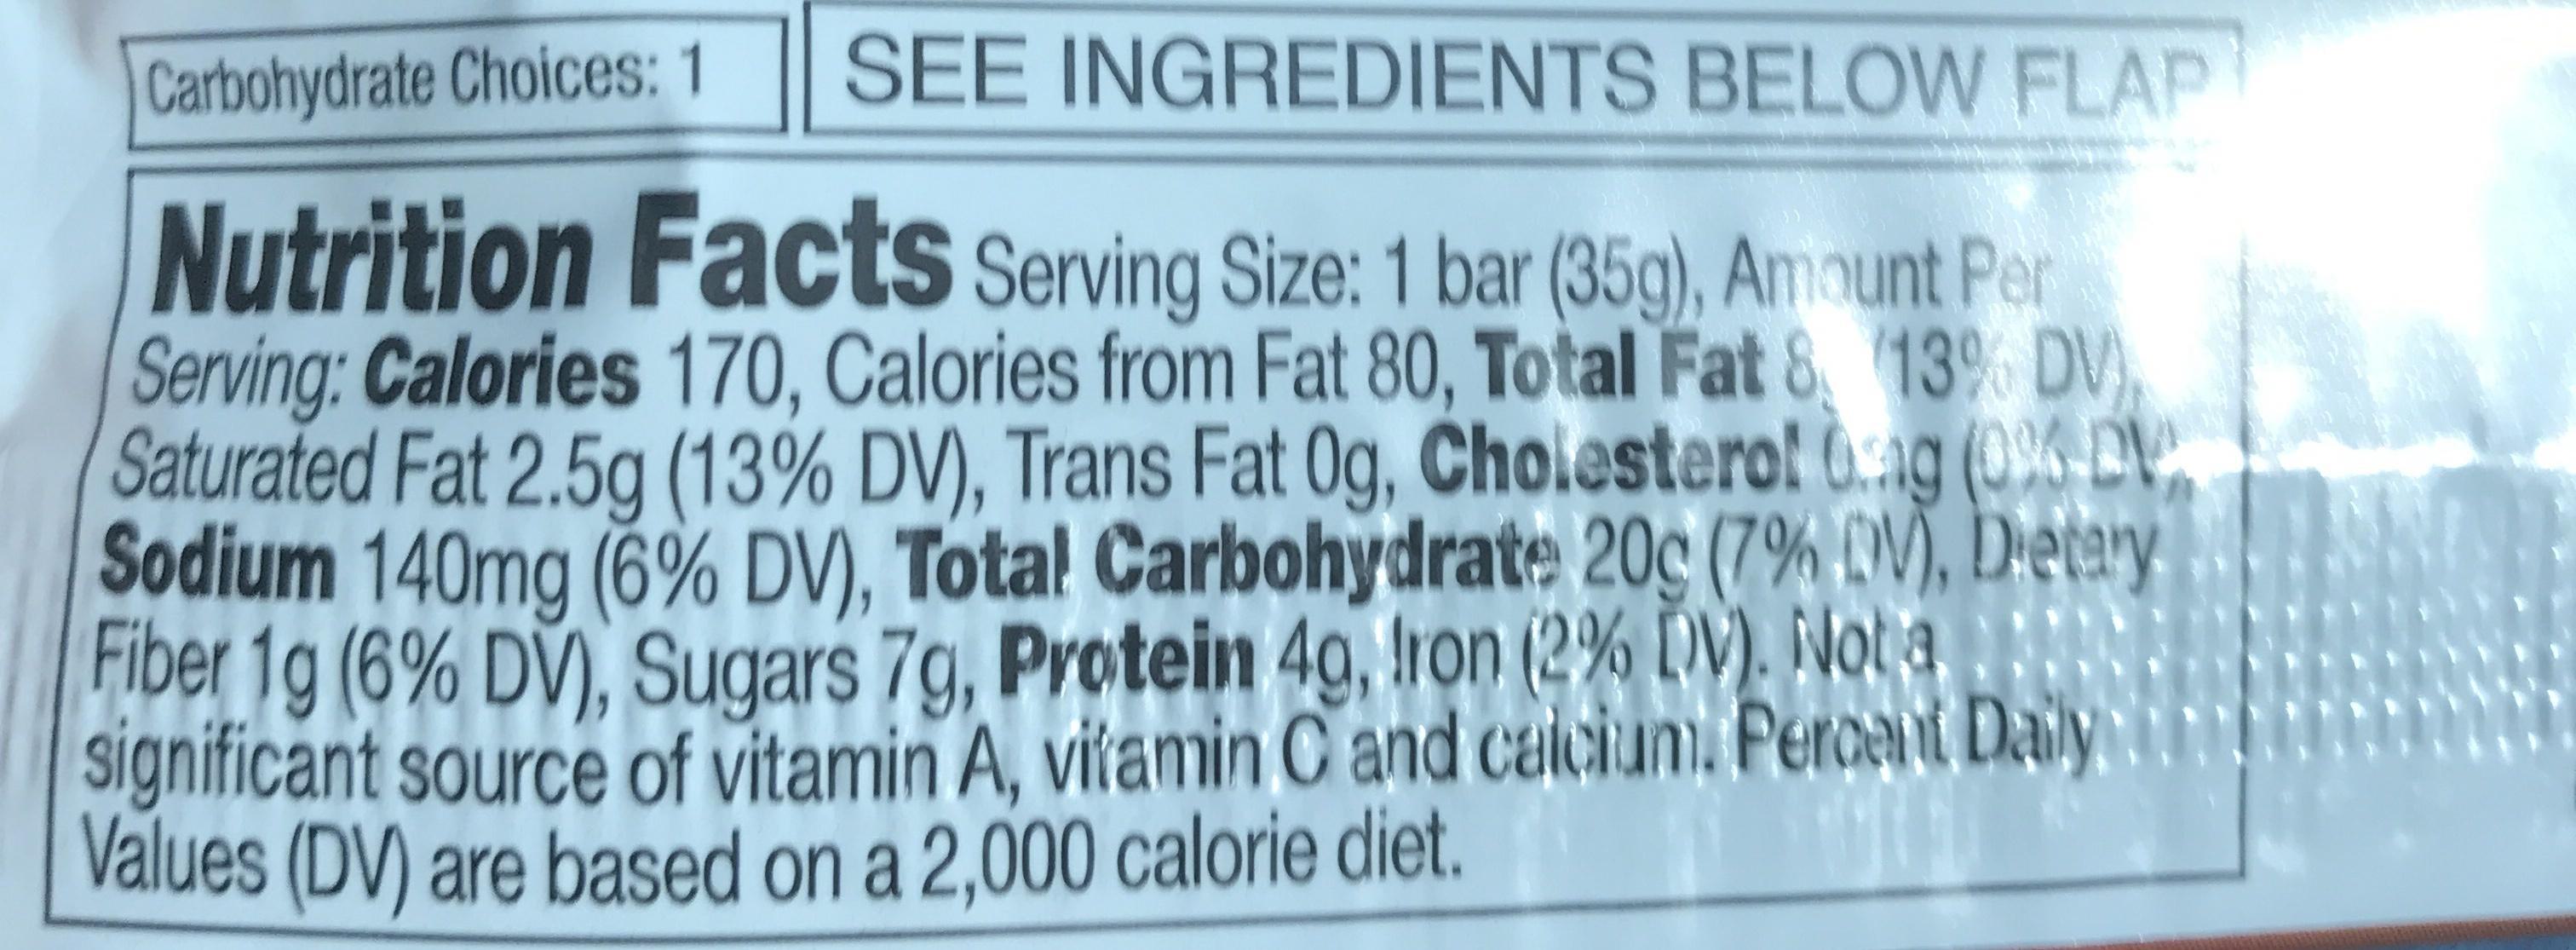 Carbohydrate Choices: 1
SEE INGREDIENTS BELOW FLAP
Nutrition Facts Serving Size: 1 bar (35g), Amount Per
Serving: Calories 170, Calories from Fat 80, Total Fat 8g (13% DV),
Saturated Fat 2.5g (13% DV), Trans Fat 0g, Cholesterol 0mg (0% DV),
Sodium 140mg (6% DV), Total Carbohydrate 20g (7% DV), Dietary
Fiber 1g (6% DV), Sugars 7g, Protein 4g, Iron (2% DV). Not a
significant source of vitamin A, vitamin C and calcium. Percent Daily
Values (DV) are based on a 2,000 calorie diet.